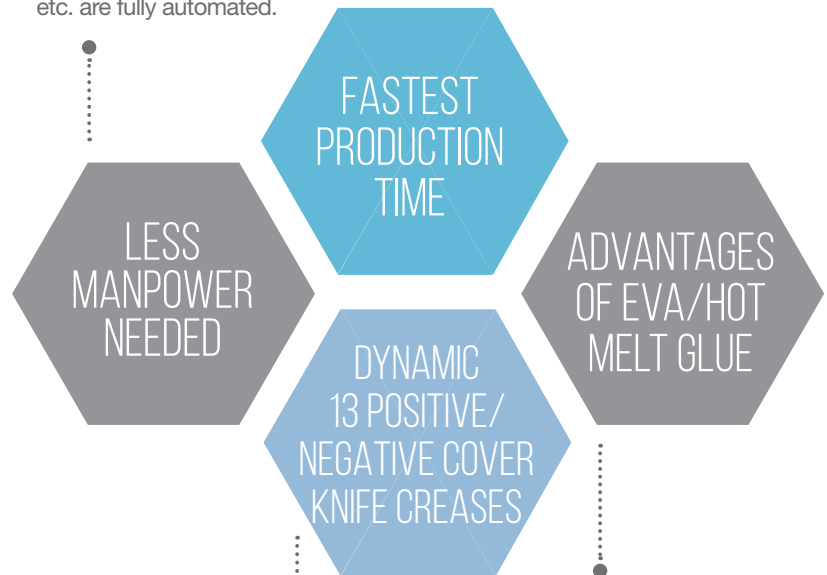 etc. are fully automated.
FASTEST
PRODUCTION
TIME
LESS
MANPOWER
NEEDED
ADVANTAGES
OF EVA/HOT
MELT GLUE
DYNAMIC
13 POSITIVE/
NEGATIVE COVER
KNIFE CREASES